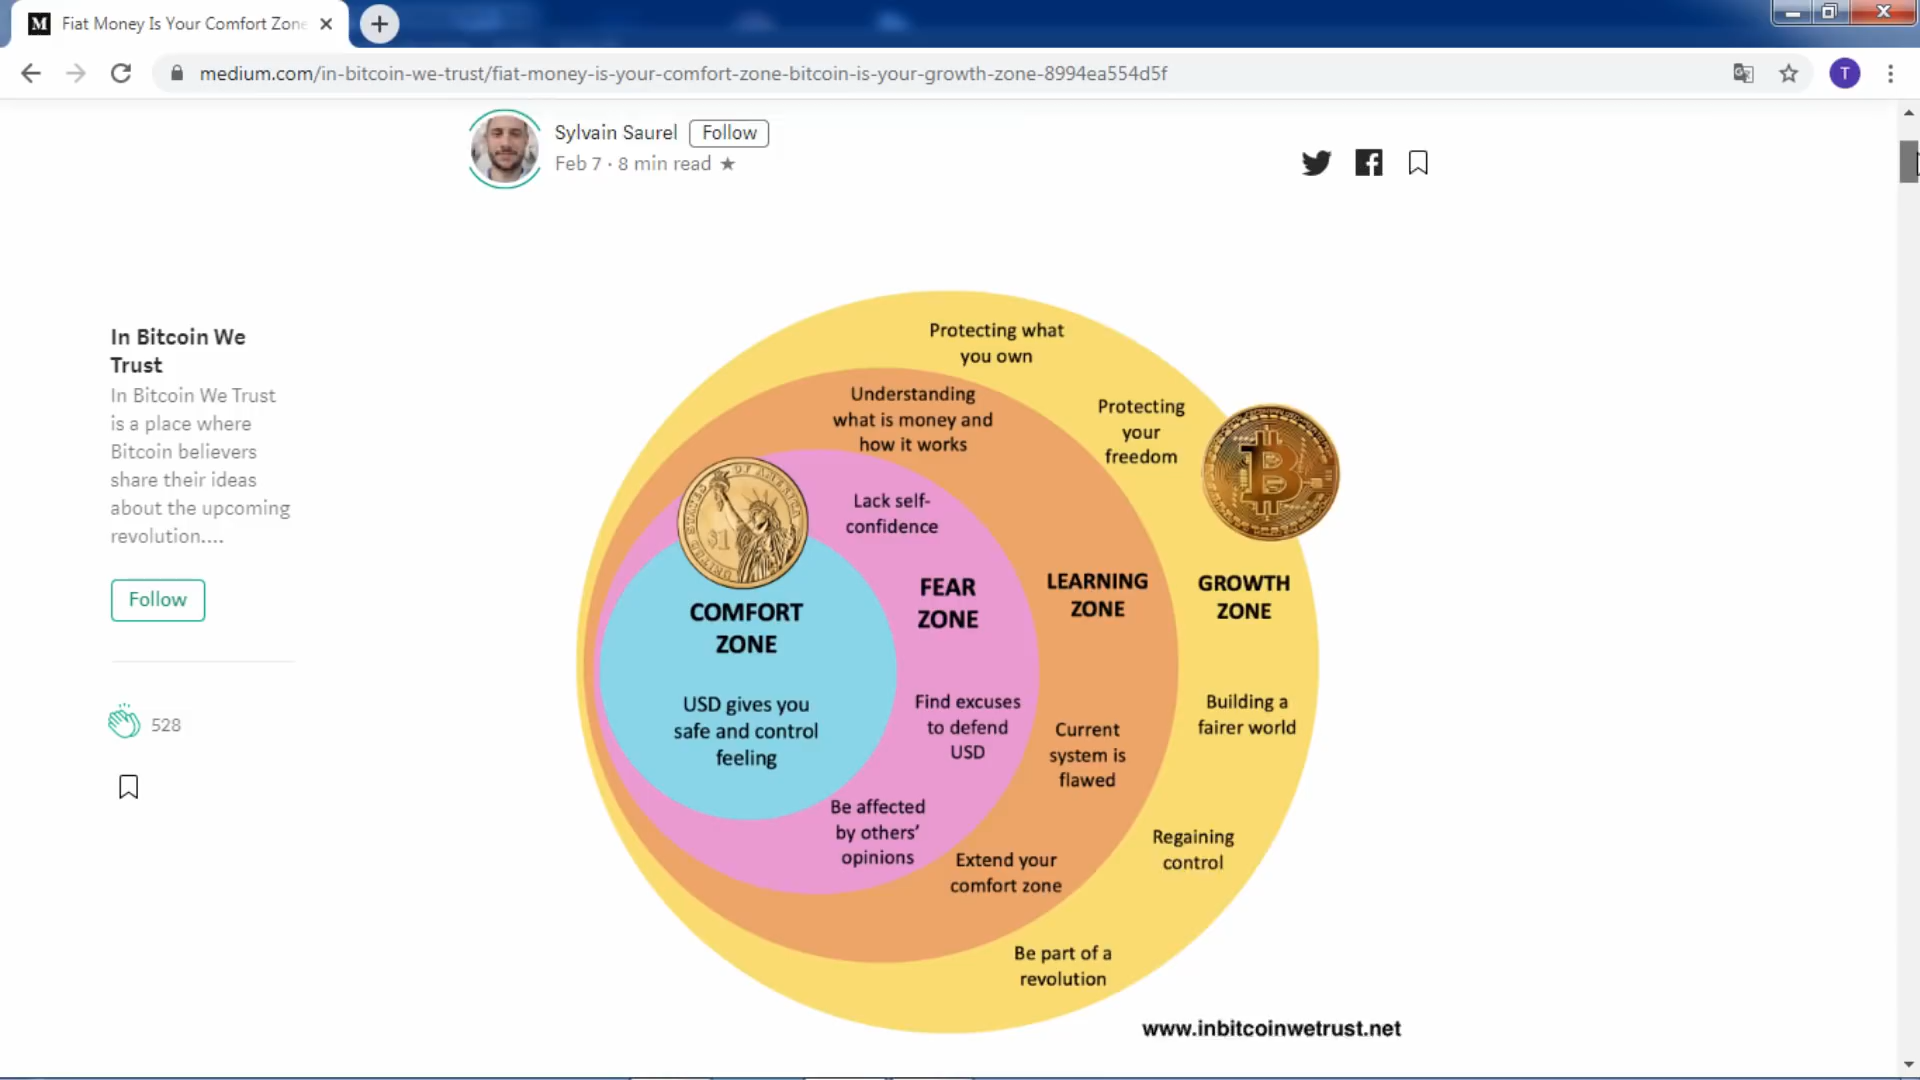 Fiat Money Is Your Comfort Zone
medium.com/in-bitcoin-we-trust/fiat-money-is-your-comfort-zone-bitcoin-is-your-growth-zone-8994ea554d5f
T
Sylvain Saurel
Follow
Feb 7 · 8 min read ★
In Bitcoin We
Trust
In Bitcoin We Trust
is a place where
Bitcoin believers
share their ideas
about the upcoming
revolution....
Follow
528
Protecting what
you own
Understanding
what is money and
how it works
Protecting
your
freedom
Lack self-
confidence
OF AMERICA
$1
UNITED STATES
COMFORT
ZONE
FEAR
ZONE
LEARNING
ZONE
GROWTH
ZONE
USD gives you
safe and control
feeling
Find excuses
to defend
USD
Current
system is
flawed
Building a
fairer world
Be affected
by others’
opinions
Extend your
comfort zone
Regaining
control
Be part of a
revolution
www.inbitcoinwetrust.net